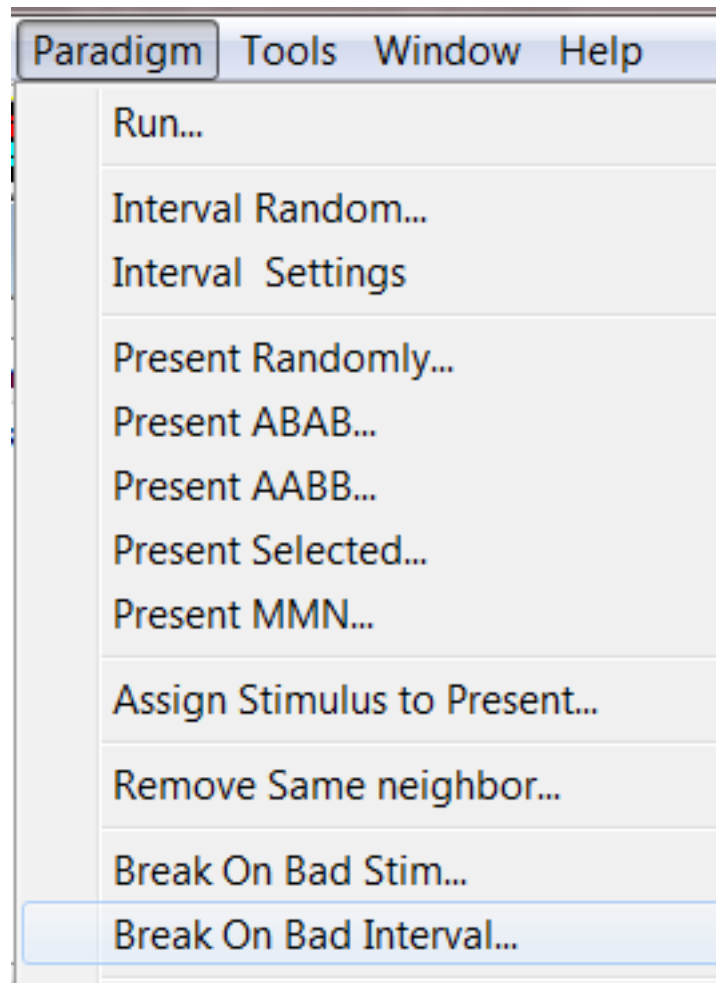 Paradigm Tools Window Help
Run...
Interval Random...
Interval  Settings
Present Randomly...
Present ABAB...
Present AABB...
Present Selected...
Present MMN...
Assign Stimulus to Present...
Remove Same neighbor...
Break On Bad Stim...
Break On Bad Interval...